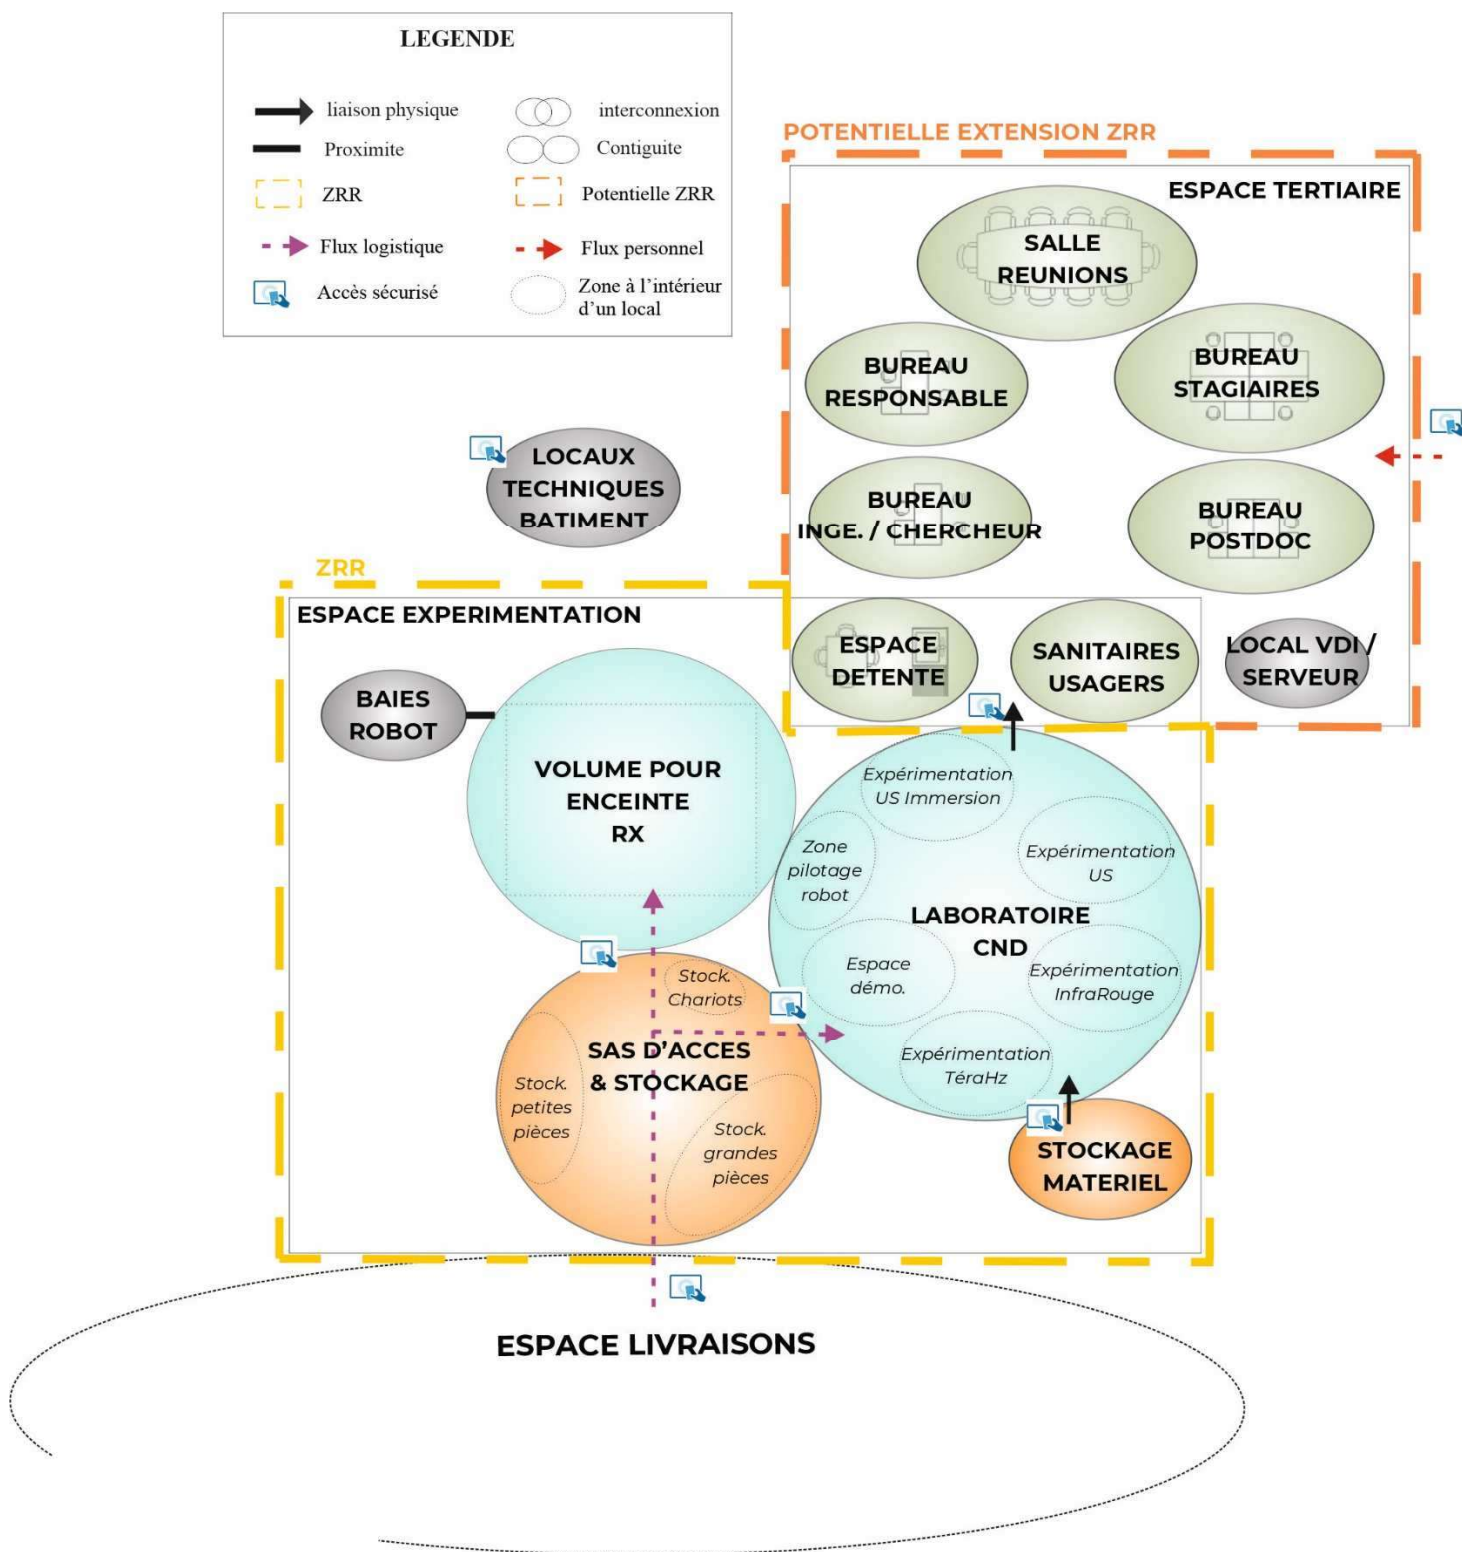 LEGENDE
liaison physique
interconnexion
Proximite
Contiguite
ZRR
Potentielle ZRR
Flux logistique
Flux personnel
Accès sécurisé
Zone à l'intérieur
d'un local
POTENTIELLE EXTENSION ZRR
ESPACE TERTIAIRE
SALLE
REUNIONS
BUREAU
RESPONSABLE
BUREAU
STAGIAIRES
LOCAUX
TECHNIQUES
BATIMENT
BUREAU
INGE. / CHERCHEUR
BUREAU
POSTDOC
ZRR
ESPACE EXPERIMENTATION
ESPACE
DETENTE
SANITAIRES
USAGERS
LOCAL VDI /
SERVEUR
BAIES
ROBOT
VOLUME POUR
ENCEINTE
RX
Expérimentation
US Immersion
Zone
pilotage
robot
Expérimentation
US
LABORATOIRE
CND
Espace
démo.
Expérimentation
InfraRouge
Expérimentation
TéraHz
Stock.
Chariots
SAS D'ACCES
& STOCKAGE
Stock.
petites
pièces
Stock.
grandes
pièces
STOCKAGE
MATERIEL
ESPACE LIVRAISONS